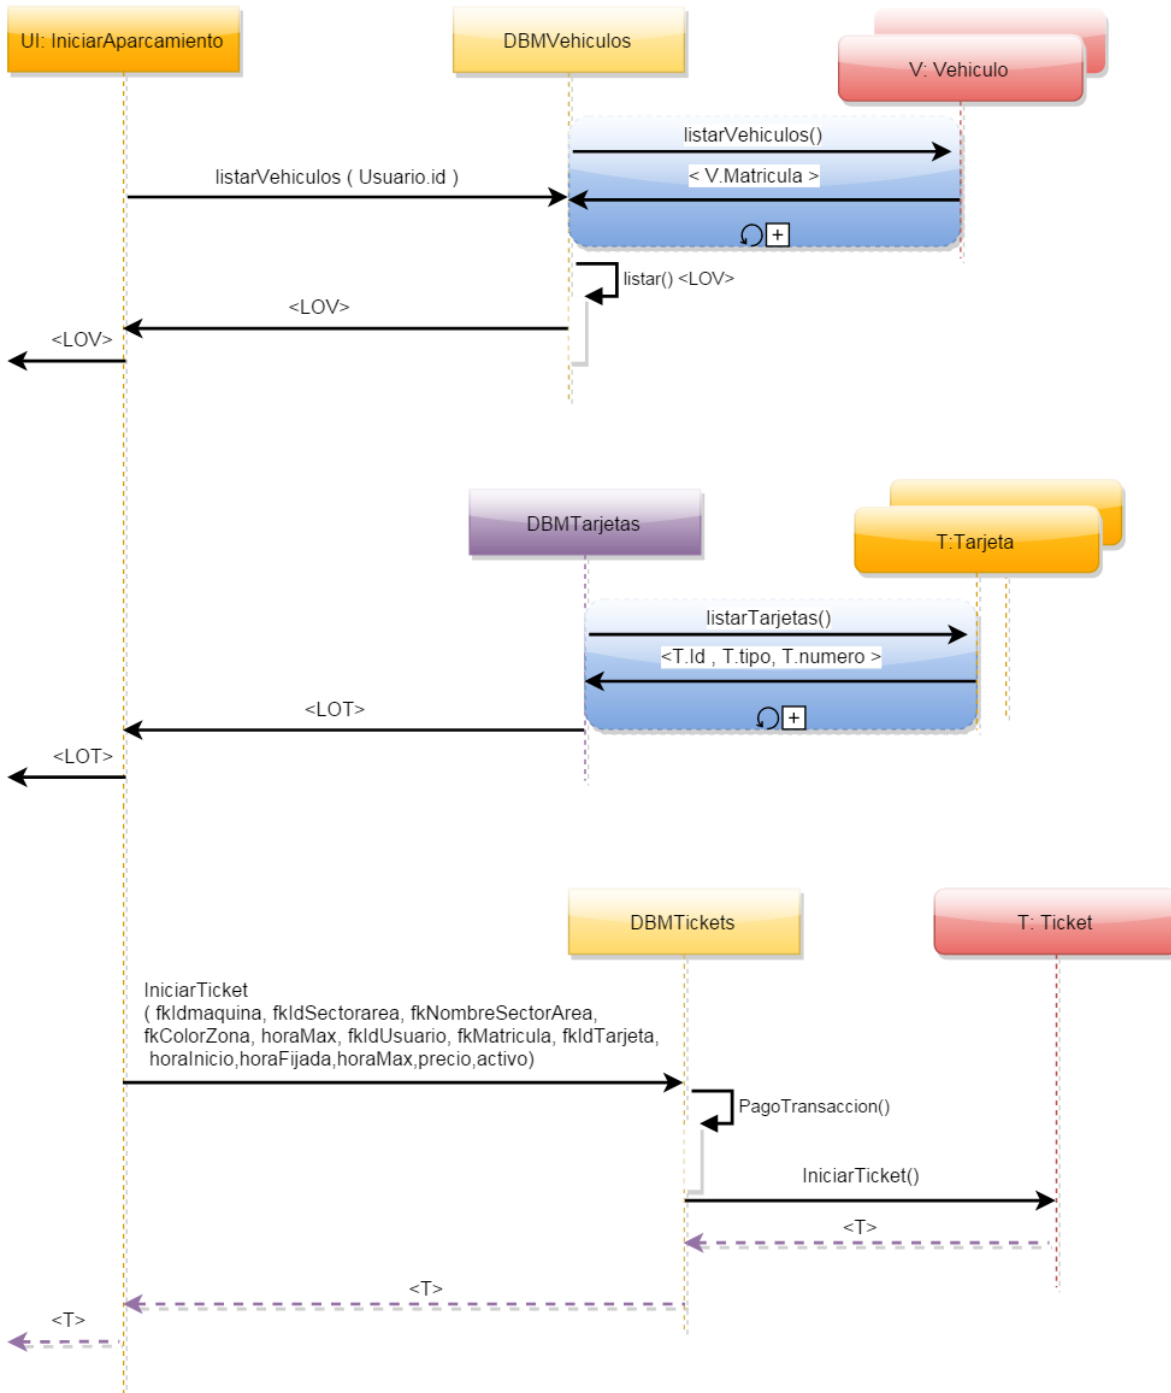 UI: IniciarAparcamiento
DBMVehiculos
V: Vehiculo
listarVehiculos()
listarVehiculos ( Usuario.id )
< V.Matricula >
+
listar() <LOV>
<LOV>
<LOV>
DBMTarjetas
T:Tarjeta
listarTarjetas()
<T.Id , T.tipo, T.numero >
<LOT>
+
<LOT>
DBMTickets
T: Ticket
IniciarTicket
( fkIdmaquina, fkIdSectorarea, fkNombreSectorArea,
fkColorZona, horaMax, fkIdUsuario, fkMatricula, fkIdTarjeta,
horaInicio,horaFijada,horaMax,precio,activo)
PagoTransaccion()
IniciarTicket()
<T>
<T>
<T>